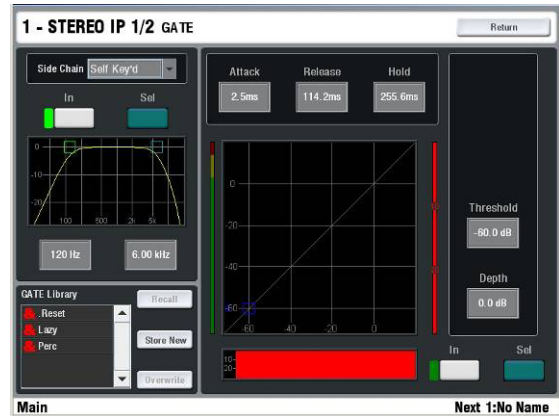 1 - STEREO IP 1/2 GATE
Return
Side Chain Self Key'd
In Sel
0
-10
-20
100 500 2k 5k
120 Hz 6.00 kHz
GATE Library
.Reset
Lazy
Perc
Recall
Store New
Overwrite
Attack Release Hold
2.5ms 114.2ms 255.6ms
0
-20
-40
-60
-60 -40 -20 0
Threshold
-60.0 dB
Depth
0.0 dB
10-
20-
In Sel
Main Next 1:No Name